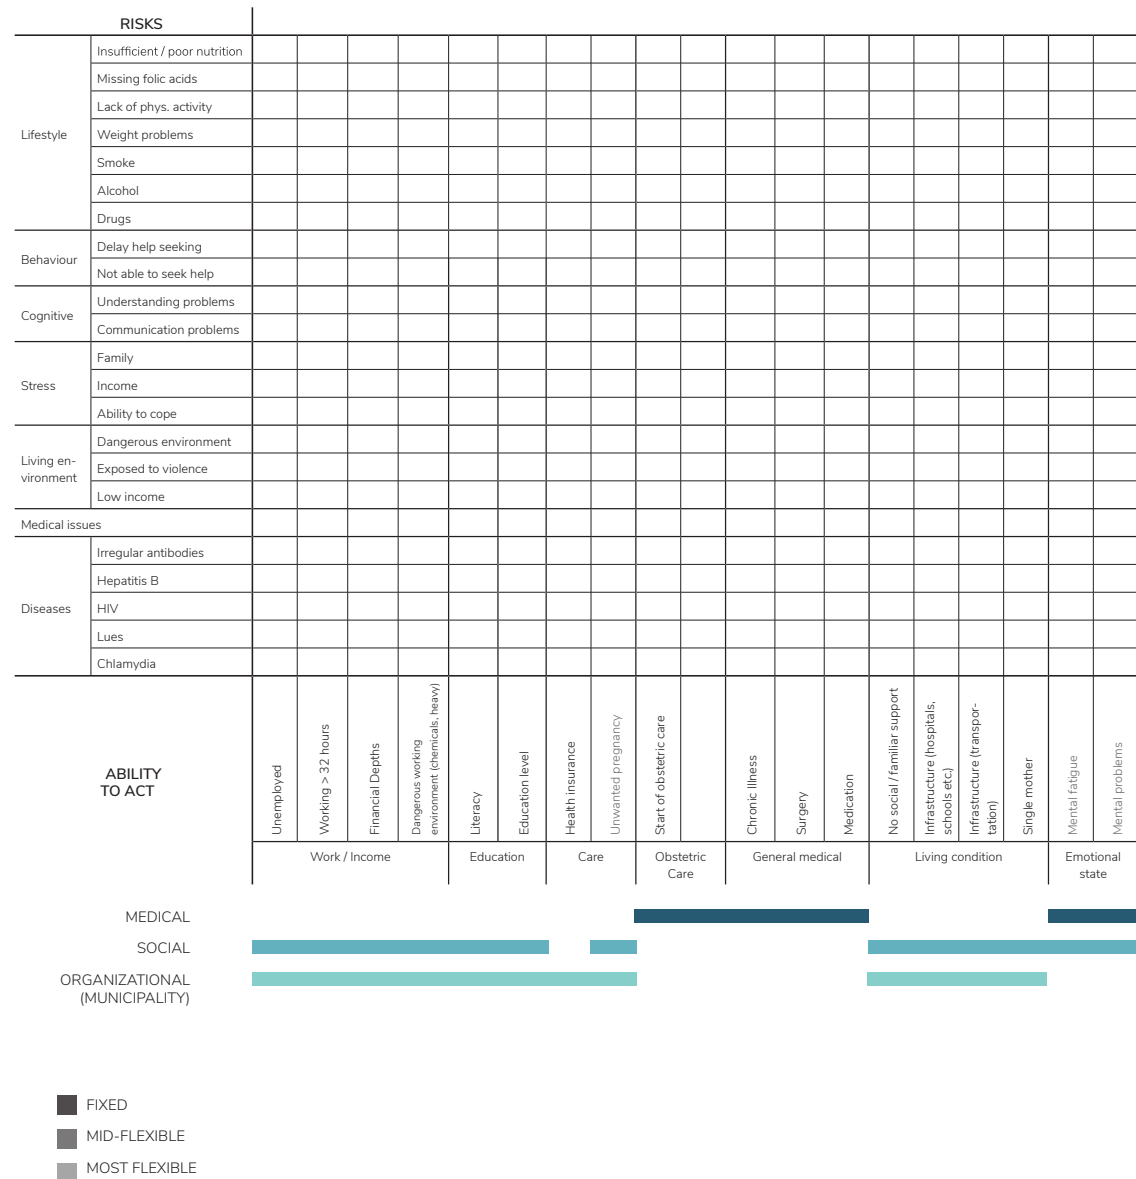 RISKS
Lifestyle
Insufficient / poor nutrition
Missing folic acids
Lack of phys. activity
Weight problems
Smoke
Alcohol
Drugs
Behaviour
Delay help seeking
Not able to seek help
Cognitive
Understanding problems
Communication problems
Stress
Family
Income
Ability to cope
Living en-
vironment
Dangerous environment
Exposed to violence
Low income
Medical issues
Diseases
Irregular antibodies
Hepatitis B
HIV
Lues
Chlamydia
ABILITY
TO ACT
Unemployed
Working > 32 hours
Financial Depths
Dangerous working
environment (chemicals, heavy)
Literacy
Education level
Health insurance
Unwanted pregnancy
Start of obstetric care
Chronic Illness
Surgery
Medication
No social / familiar support
Infrastructure (hospitals,
schools etc.)
Infrastructure (transpor-
tation)
Single mother
Mental fatigue
Mental problems
Work / Income
Education
Care
Obstetric
Care
General medical
Living condition
Emotional
state
MEDICAL
SOCIAL
ORGANIZATIONAL
(MUNICIPALITY)
FIXED
MID-FLEXIBLE
MOST FLEXIBLE